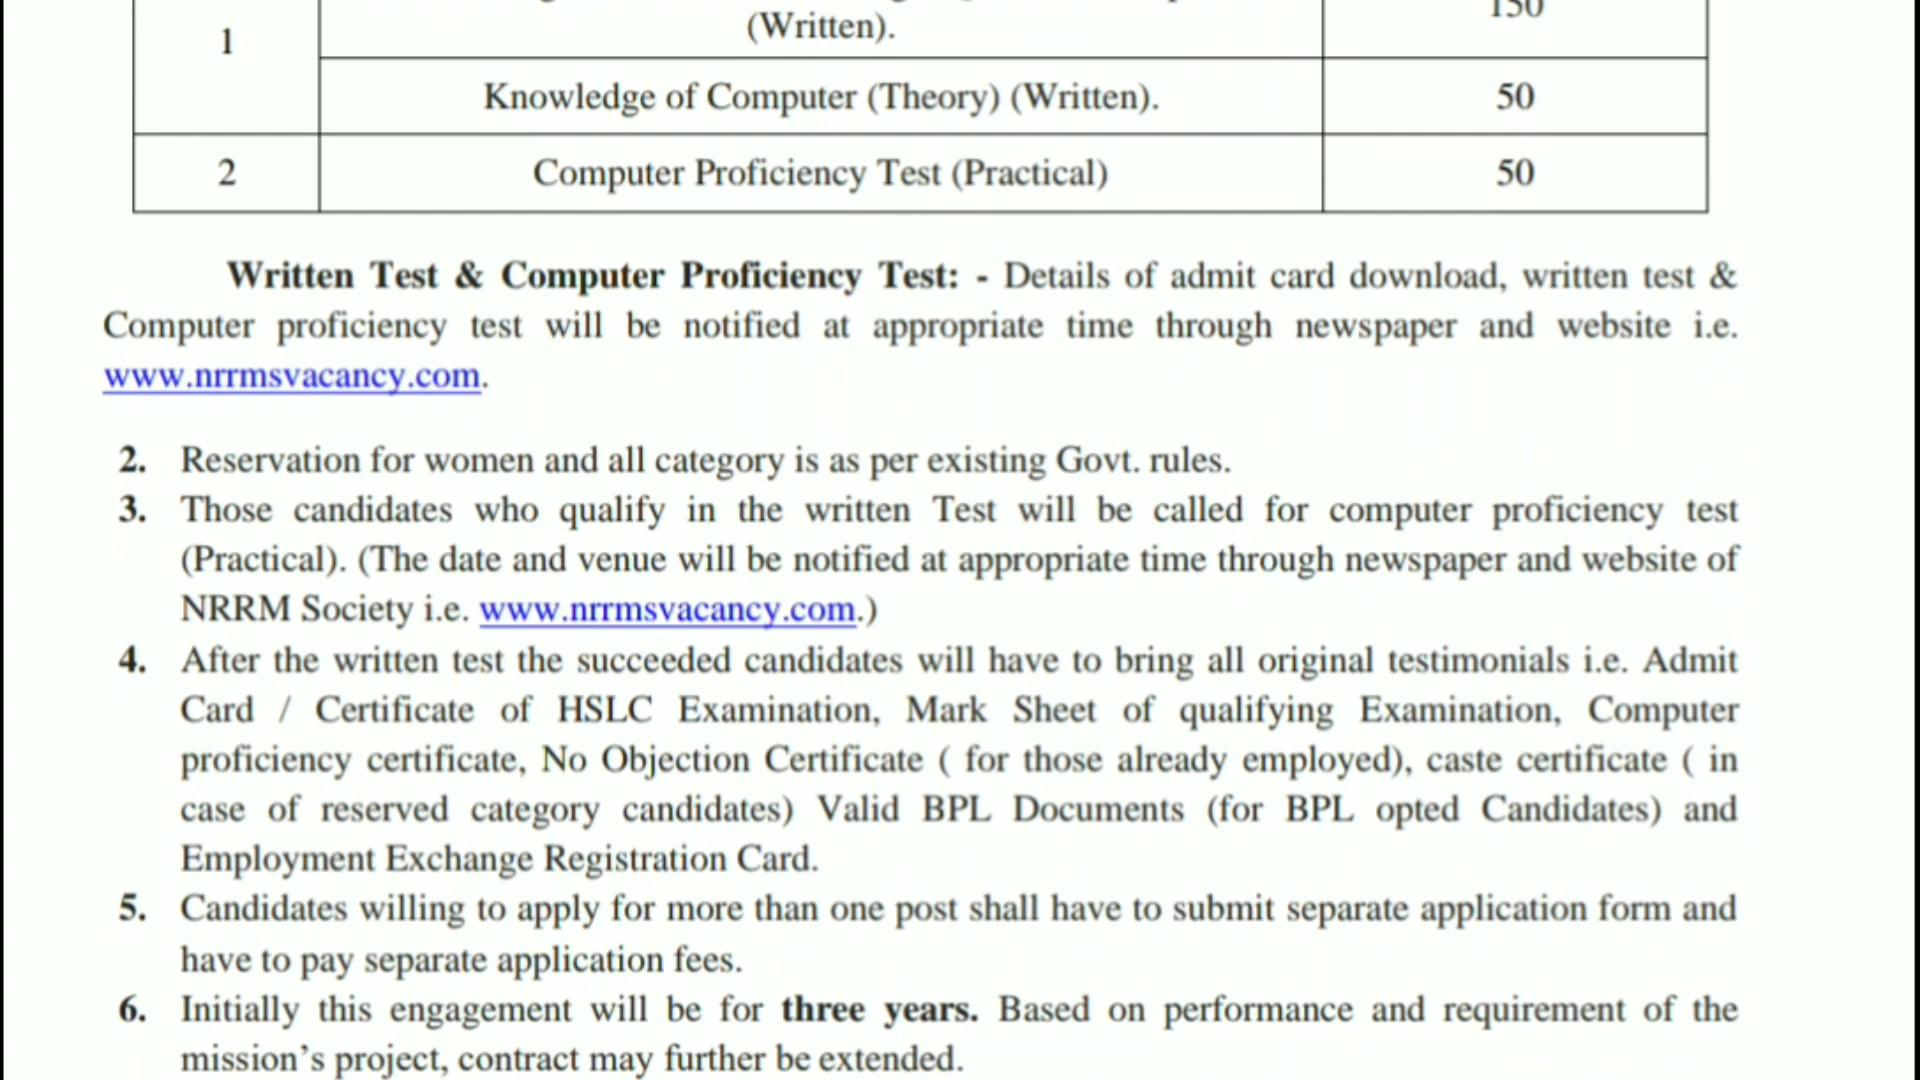 1
(Written).
150
Knowledge of Computer (Theory) (Written).
50
2
Computer Proficiency Test (Practical)
50
Written Test & Computer Proficiency Test: - Details of admit card download, written test &
Computer proficiency test will be notified at appropriate time through newspaper and website i.e.
www.nrrmsvacancy.com.
2. Reservation for women and all category is as per existing Govt. rules.
3. Those candidates who qualify in the written Test will be called for computer proficiency test
(Practical). (The date and venue will be notified at appropriate time through newspaper and website of
NRRM Society i.e. www.nrrmsvacancy.com.)
4. After the written test the succeeded candidates will have to bring all original testimonials i.e. Admit
Card / Certificate of HSLC Examination, Mark Sheet of qualifying Examination, Computer
proficiency certificate, No Objection Certificate ( for those already employed), caste certificate ( in
case of reserved category candidates) Valid BPL Documents (for BPL opted Candidates) and
Employment Exchange Registration Card.
5. Candidates willing to apply for more than one post shall have to submit separate application form and
have to pay separate application fees.
6. Initially this engagement will be for three years. Based on performance and requirement of the
mission’s project, contract may further be extended.